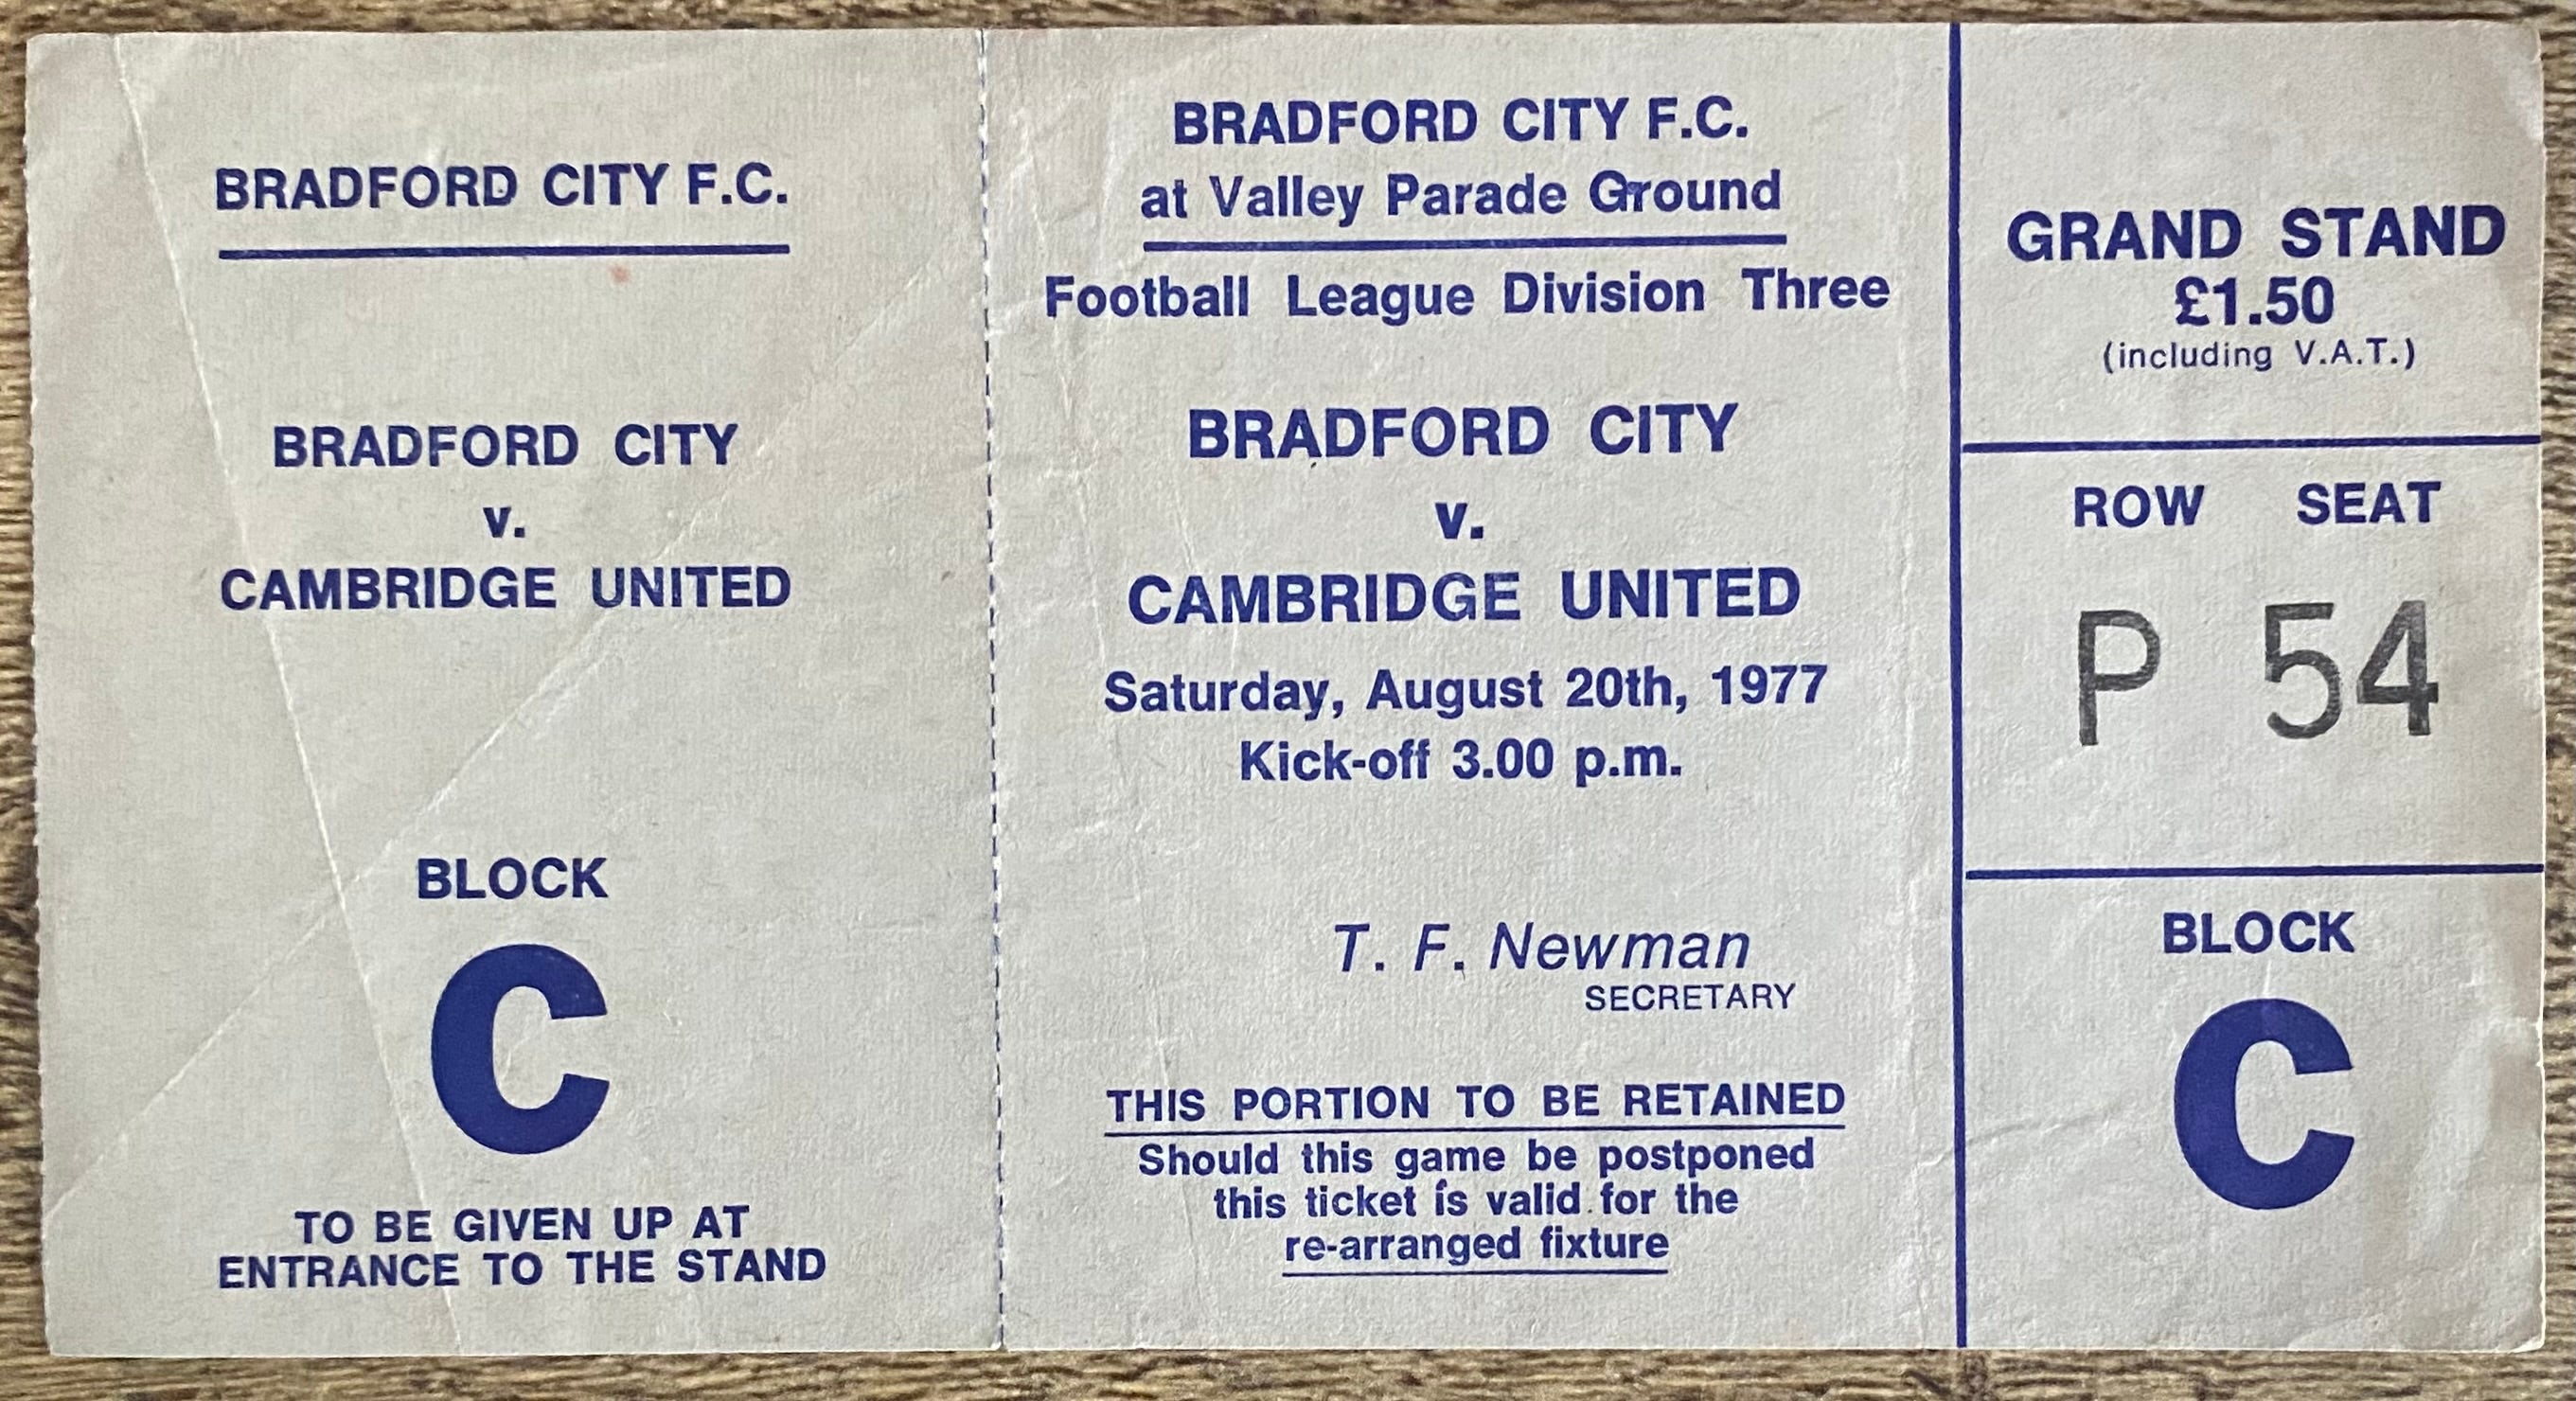 BRADFORD CITY F.C.
BRADFORD CITY
v.
CAMBRIDGE UNITED
BLOCK
C
TO BE GIVEN UP AT
ENTRANCE TO THE STAND
BRADFORD CITY F.C.
at Valley Parade Ground
Football League Division Three
BRADFORD CITY
v.
CAMBRIDGE UNITED
Saturday, August 20th, 1977
Kick-off 3.00 p.m.
T. F. Newman
SECRETARY
THIS PORTION TO BE RETAINED
Should this game be postponed
this ticket is valid for the
re-arranged fixture
GRAND STAND
£1.50
(including V.A.T.)
ROW SEAT
P 54
BLOCK
C